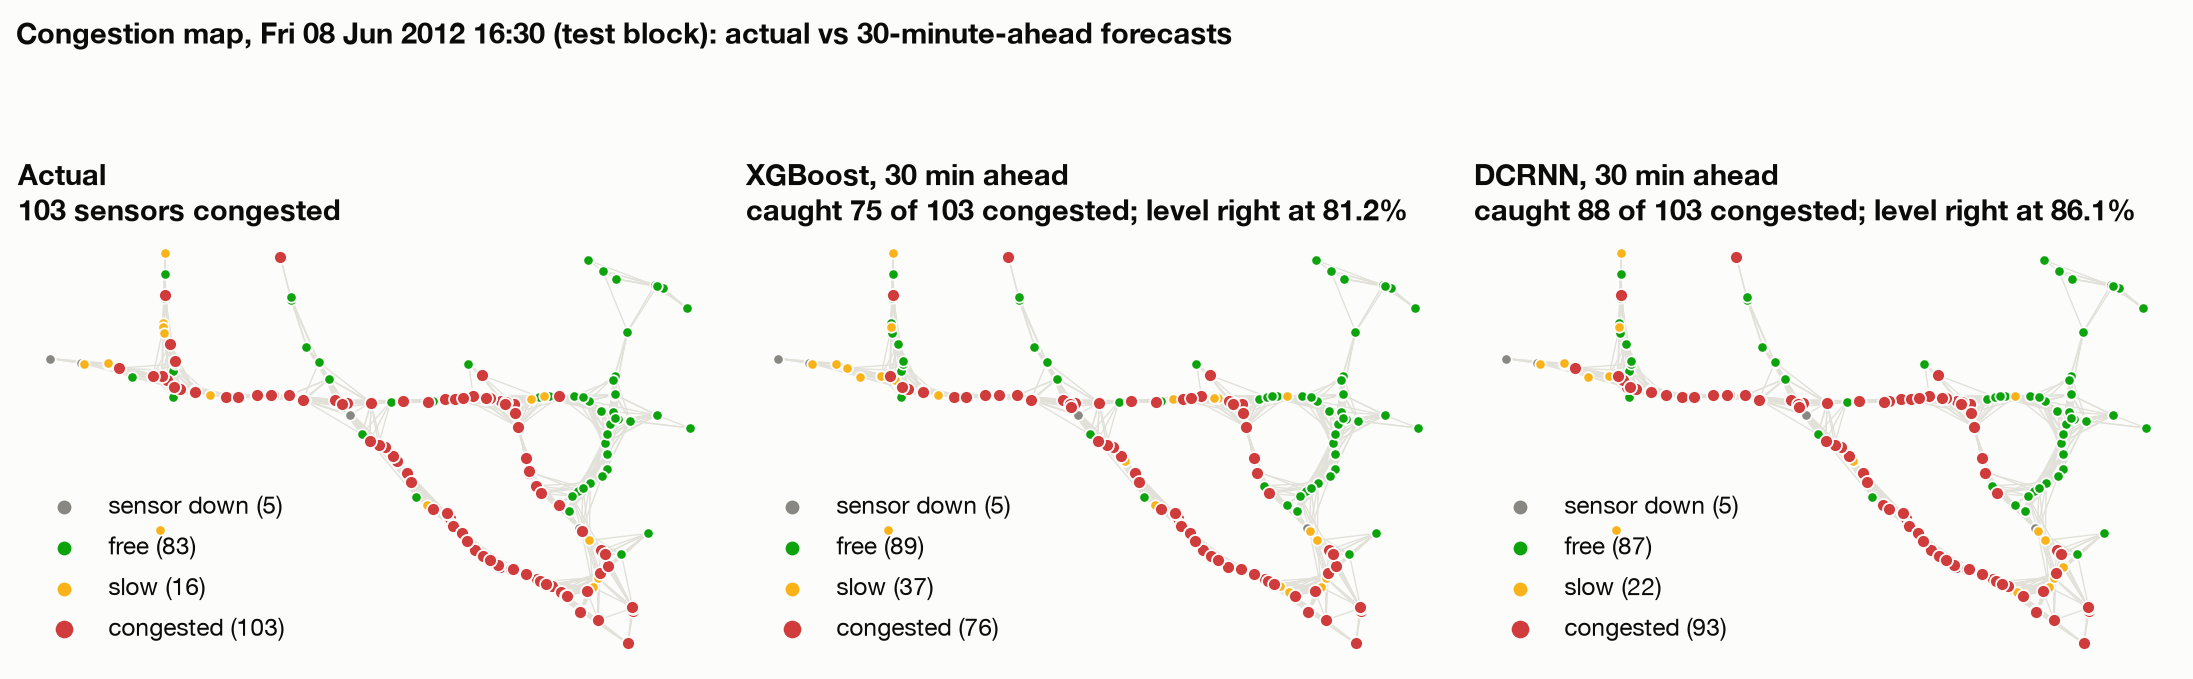 Congestion map, Fri 08 Jun 2012 16:30 (test block): actual vs 30-minute-ahead forecasts
Actual
103 sensors congested
sensor down (5)
free (83)
slow (16)
congested (103)
XGBoost, 30 min ahead
caught 75 of 103 congested; level right at 81.2%
sensor down (5)
free (89)
slow (37)
congested (76)
DCRNN, 30 min ahead
caught 88 of 103 congested; level right at 86.1%
sensor down (5)
free (87)
slow (22)
congested (93)